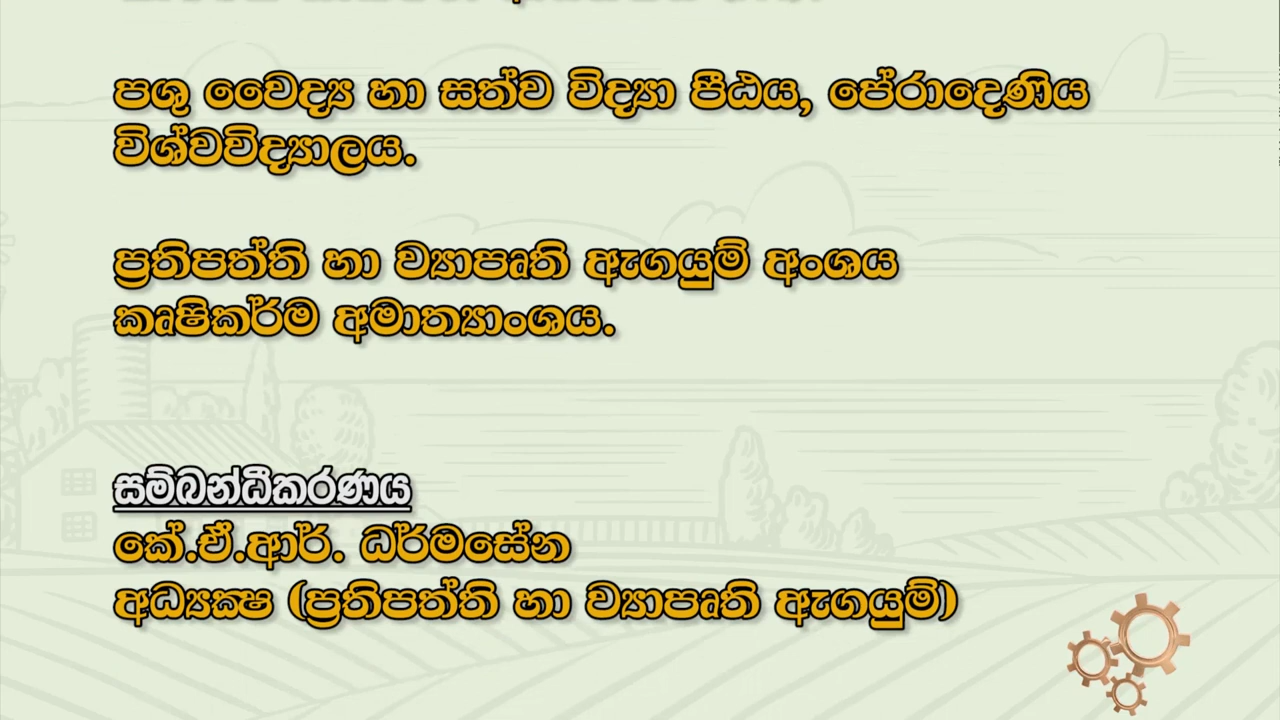 පශු වෛද්‍ය හා සත්ව විද්‍යා පීඨය, පේරාදෙණිය
විශ්වවිද්‍යාලය.
ප්‍රතිපත්ති හා ව්‍යාපෘති ඇගයුම් අංශය
කෘෂිකර්ම අමාත්‍යාංශය.
සම්බන්ධීකරණය
කේ.ඒ.ආර්. ධර්මසේන
අධ්‍යක්ෂ (ප්‍රතිපත්ති හා ව්‍යාපෘති ඇගයුම්)